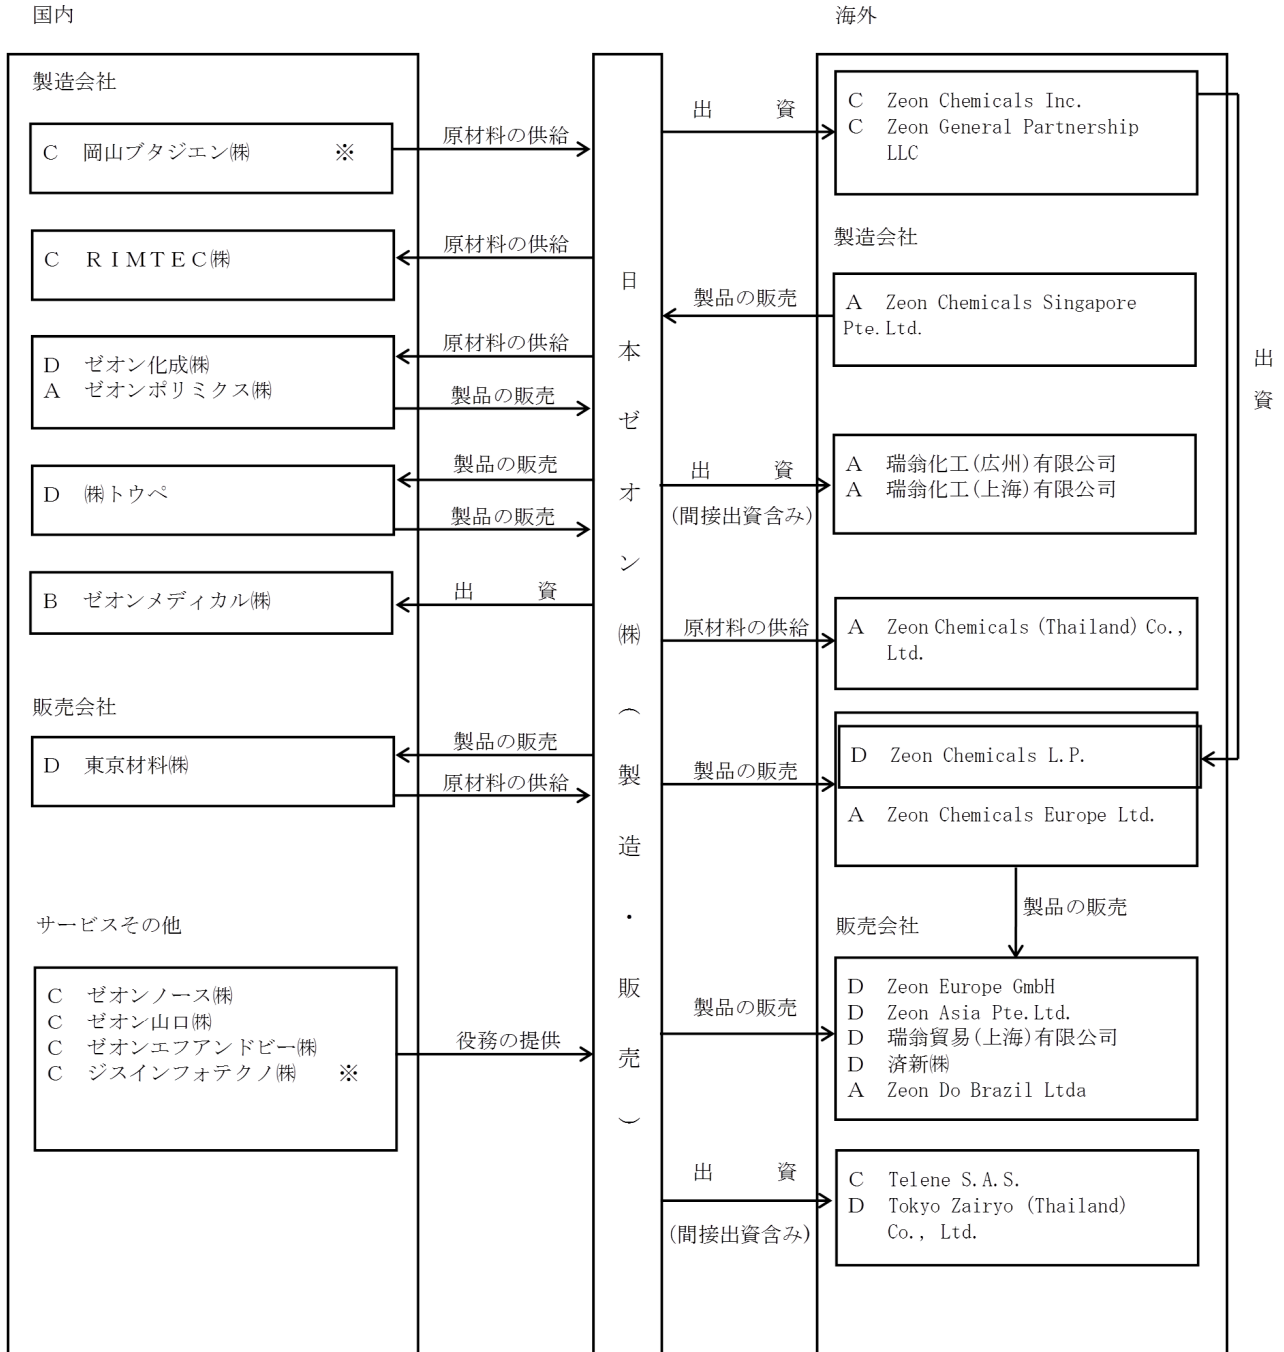 国内
製造会社
C 岡山ブタジエン㈱ ※
C ＲＩＭＴＥＣ㈱
D ゼオン化成㈱
A ゼオンポリミクス㈱
D ㈱トウペ
B ゼオンメディカル㈱
販売会社
D 東京材料㈱
サービスその他
C ゼオンノース㈱
C ゼオン山口㈱
C ゼオンエフアンドビー㈱
C ジスインフォテクノ㈱ ※
原材料の供給
原材料の供給
原材料の供給
製品の販売
製品の販売
製品の販売
出 資
製品の販売
原材料の供給
役務の提供
日本ゼオン㈱（製造・販売）
出 資
製品の販売
出 資
(間接出資含み)
原材料の供給
製品の販売
製品の販売
出 資
(間接出資含み)
海外
C Zeon Chemicals Inc.
C Zeon General Partnership
LLC
製造会社
A Zeon Chemicals Singapore
Pte.Ltd.
A 瑞翁化工(広州)有限公司
A 瑞翁化工(上海)有限公司
A Zeon Chemicals (Thailand) Co.,
Ltd.
D Zeon Chemicals L.P.
A Zeon Chemicals Europe Ltd.
製品の販売
販売会社
D Zeon Europe GmbH
D Zeon Asia Pte.Ltd.
D 瑞翁貿易(上海)有限公司
D 済新㈱
A Zeon Do Brazil Ltda
C Telene S.A.S.
D Tokyo Zairyo (Thailand)
Co., Ltd.
出資